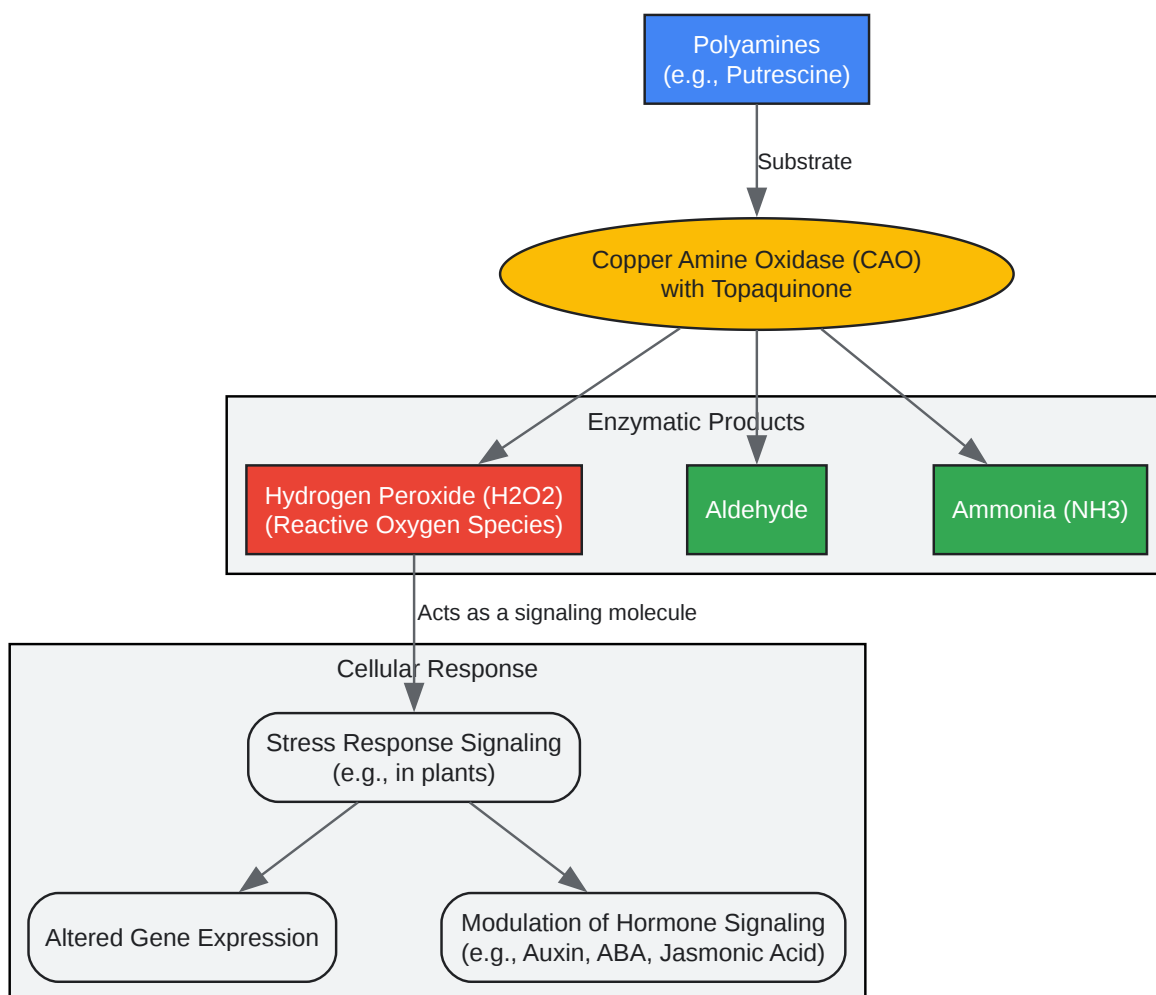 Polyamines
(e.g., Putrescine)
Substrate
Copper Amine Oxidase (CAO)
with Topaquinone
Enzymatic Products
Hydrogen Peroxide (H2O2)
(Reactive Oxygen Species)
Aldehyde
Ammonia (NH3)
Acts as a signaling molecule
Cellular Response
Stress Response Signaling
(e.g., in plants)
Altered Gene Expression
Modulation of Hormone Signaling
(e.g., Auxin, ABA, Jasmonic Acid)